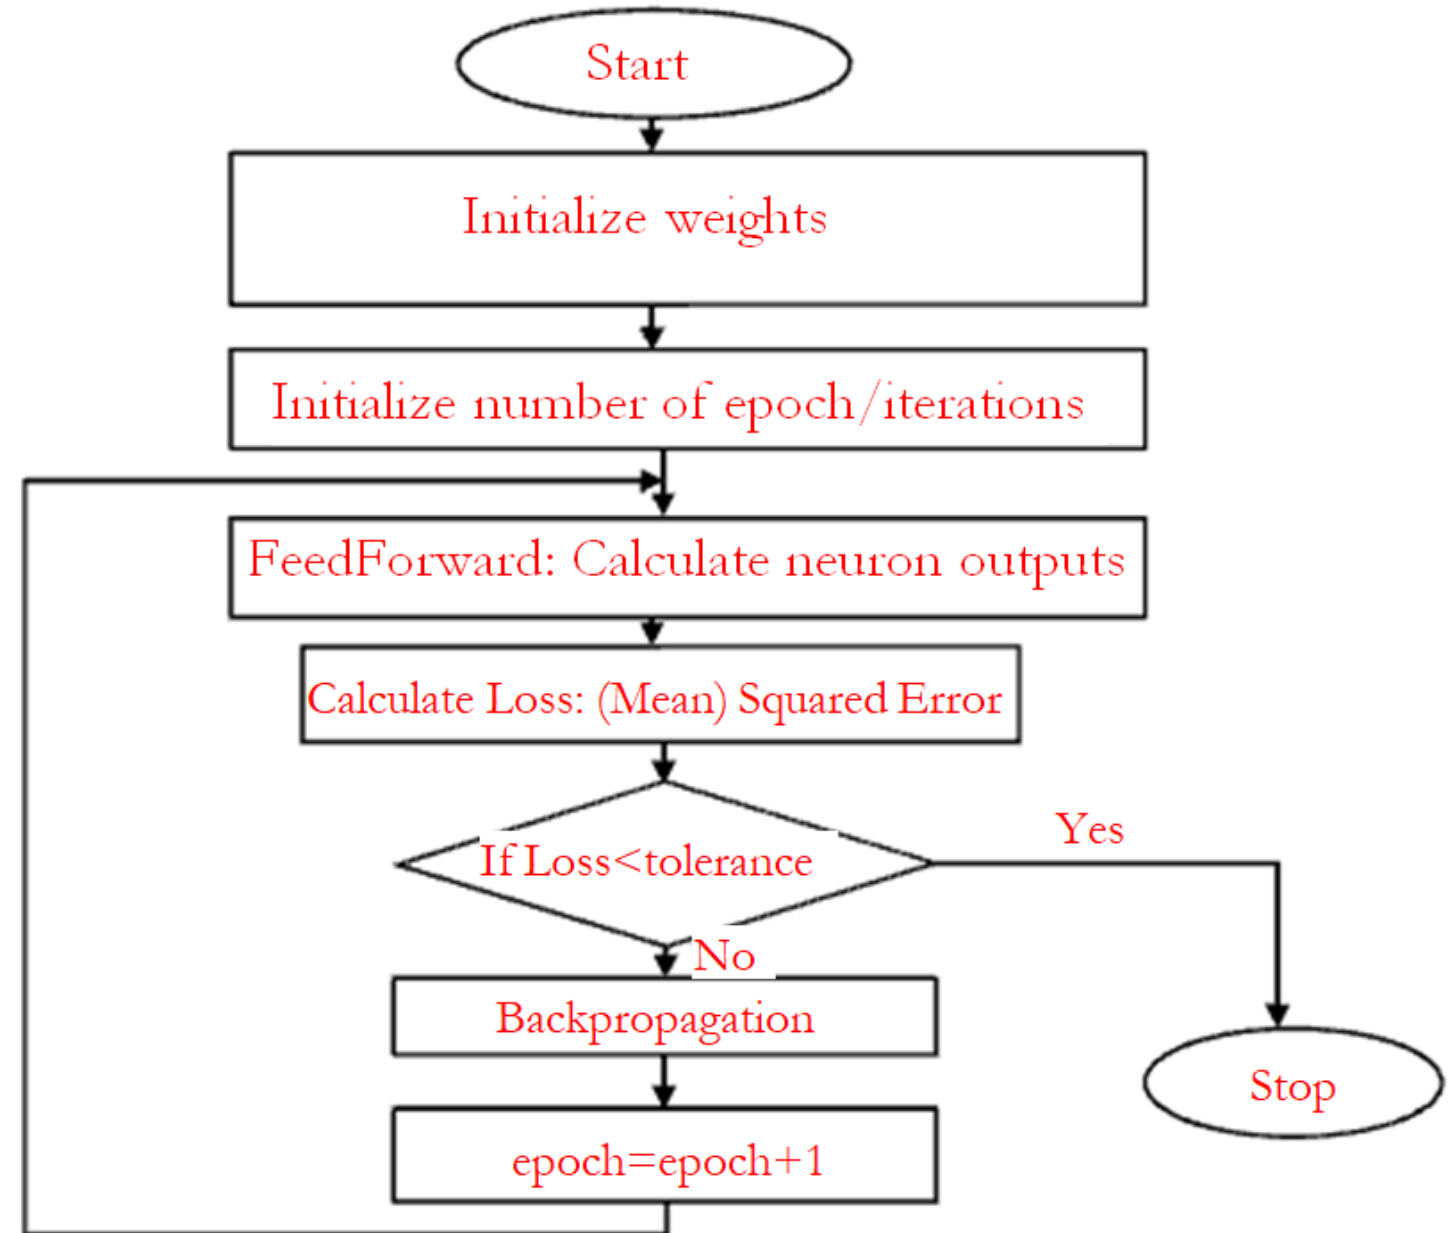 Start
Initialize weights
Initialize number of epoch/iterations
FeedForward: Calculate neuron outputs
Calculate Loss: (Mean) Squared Error
If Loss<tolerance
Yes
No
Backpropagation
Stop
epoch=epoch+1